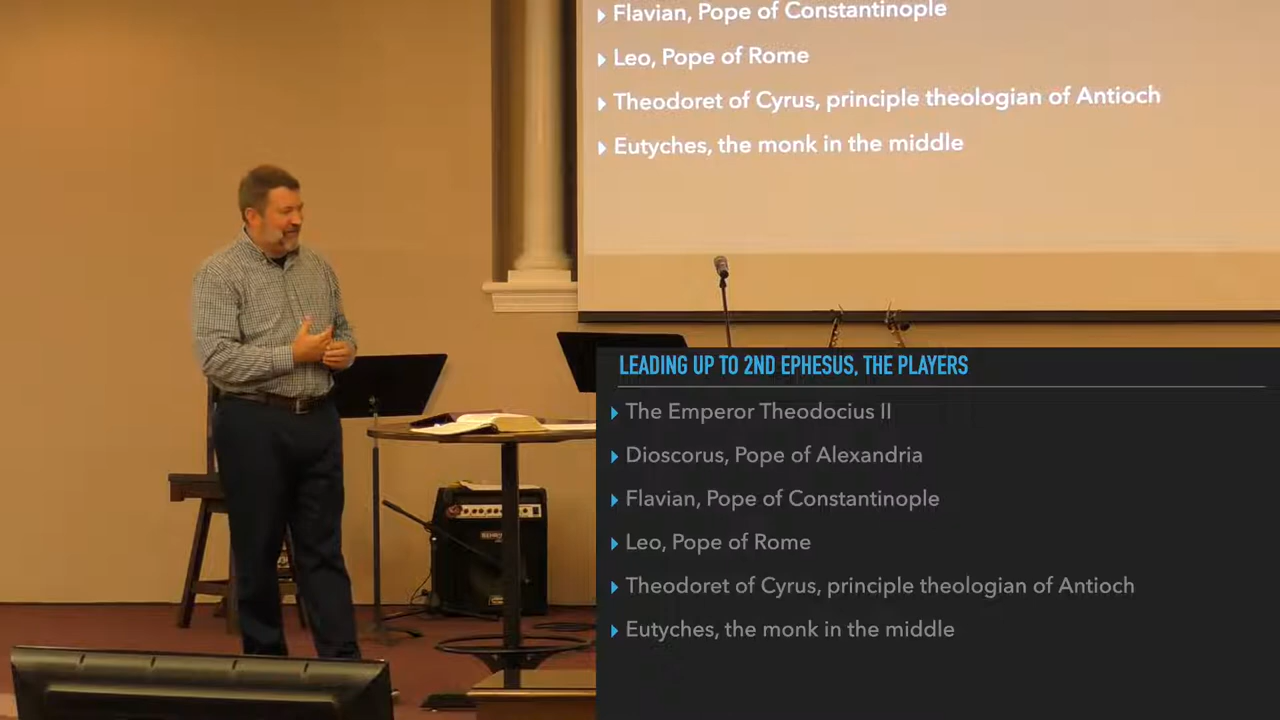 Flavian, Pope of Constantinople
Leo, Pope of Rome
Theodoret of Cyrus, principle theologian of Antioch
Eutyches, the monk in the middle
LEADING UP TO 2ND EPHESUS, THE PLAYERS
The Emperor Theodocius II
Dioscorus, Pope of Alexandria
Flavian, Pope of Constantinople
Leo, Pope of Rome
Theodoret of Cyrus, principle theologian of Antioch
Eutyches, the monk in the middle